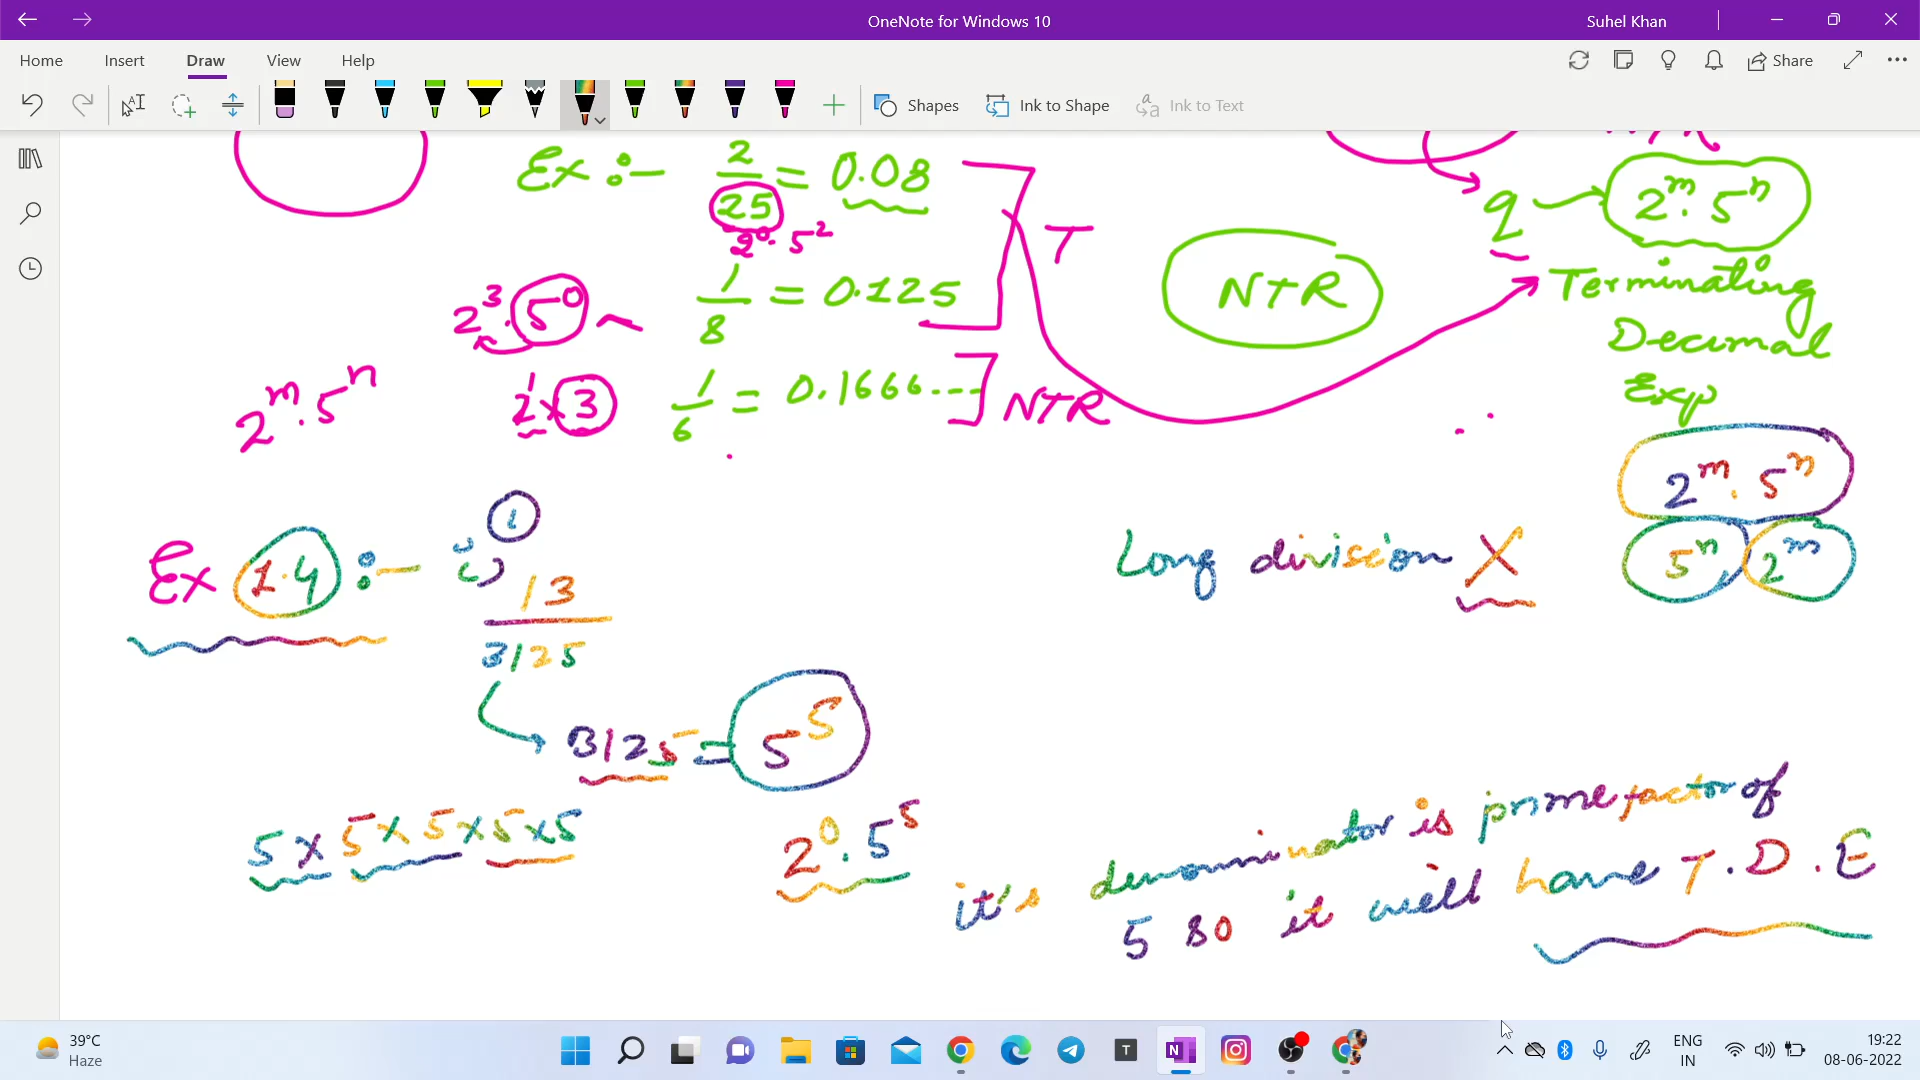 OneNote for Windows 10
Suhel Khan
Home Insert Draw View Help
Share
Shapes Ink to Shape Ink to Text
Ex :- 2/25 = 0.08
2^0. 5^2
T
q 2^m. 5^n
2^3. 5^0
1/8 = 0.125
NTR
Terminating
Decimal
Exp
2^m. 5^n
2^1 x 3
1/6 = 0.1666---
NTR
2^m. 5^n
5^n 2^m
Ex 1.4 :-
13/3125
Long division X
3125 = 5^5
5 x 5 x 5 x 5 x 5
2^0. 5^5
it's denominator is prime factor of
5 so it will have T.D.E
39°C
Haze
ENG
IN
19:22
08-06-2022